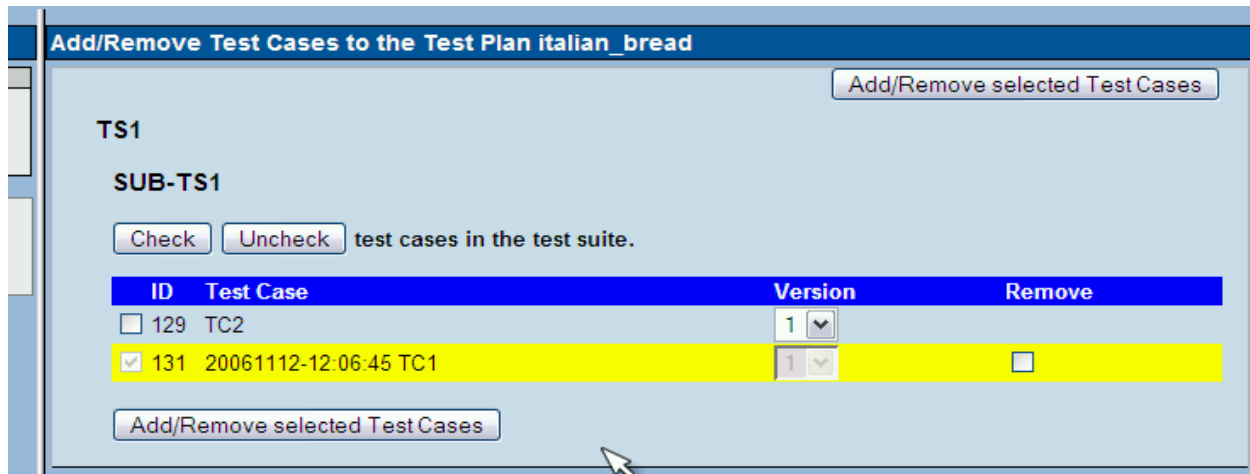 Add/Remove Test Cases to the Test Plan italian_bread
Add/Remove selected Test Cases
TS1
SUB-TS1
Check Uncheck test cases in the test suite.
ID Test Case Version Remove
129 TC2 1
131 20061112-12:06:45 TC1 1
Add/Remove selected Test Cases